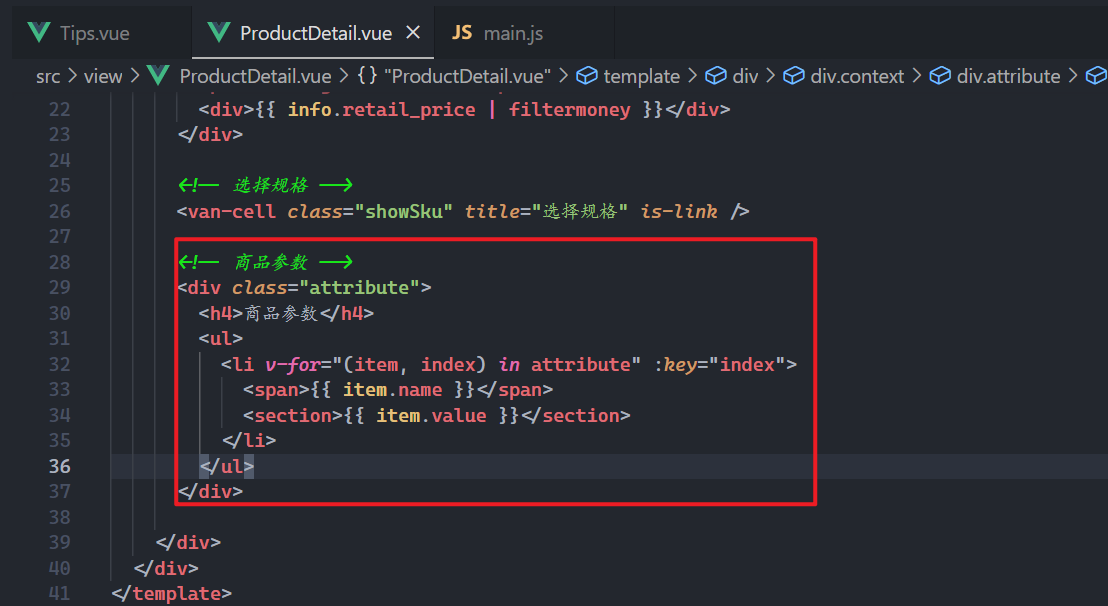 Tips.vue ProductDetail.vue × JS main.js
src > view > ProductDetail.vue > {} "ProductDetail.vue" > template > div > div.context > div.attribute >
22 <div>{{ info.retail_price | filtermoney }}</div>
23 </div>
24
25 <!-- 选择规格 -->
26 <van-cell class="showSku" title="选择规格" is-link />
27
28 <!-- 商品参数 -->
29 <div class="attribute">
30 <h4>商品参数</h4>
31 <ul>
32 <li v-for="(item, index) in attribute" :key="index">
33 <span>{{ item.name }}</span>
34 <section>{{ item.value }}</section>
35 </li>
36 </ul>
37 </div>
38
39 </div>
40 </div>
41 </template>